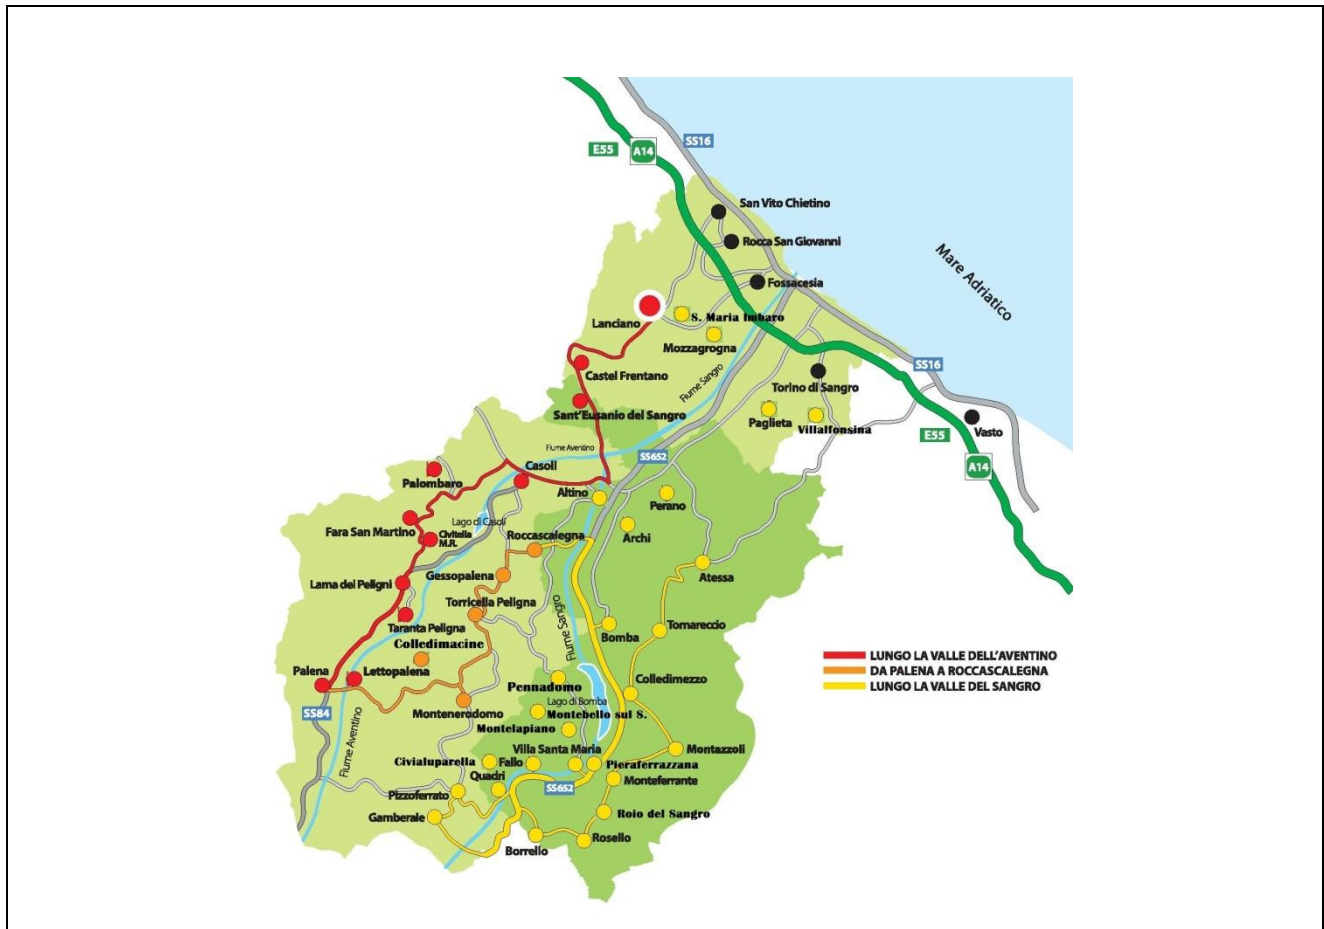 SS16
E55
A14
San Vito Chietino
Rocca San Giovanni
Mare Adriatico
Fossacesia
Lanciano
S. Maria Imbaro
Mozzagrogna
Castel Frentano
Fiume Sangro
SS16
Torino di Sangro
Sant'Eusanio del Sangro
Paglieta
Villalfonsina
Vasto
E55
A14
Fiume Aventino
SS652
Casoli
Palombaro
Altino
Perano
Lago di Casoli
Fara San Martino
Civitella
M.R.
Roccascalegna
Archi
Gessopalena
Atessa
Lama dei Peligni
Torricella Peligna
Fiume Sangro
Taranta Peligna
Bomba
Tornareccio
Colledimacine
LUNGO LA VALLE DELL'AVENTINO
DA PALENA A ROCCASCALEGNA
LUNGO LA VALLE DEL SANGRO
Palena
Lettopalena
Pennadomo
Colledimezzo
Lago di Bomba
SS84
Montenerodomo
Montebello sul S.
Montelapiano
Fiume Aventino
Villa Santa Maria
Montazzoli
Civialuparella
Fallo
Pieraferrazzana
Quadri
Monteferrante
SS652
Pizzoferrato
Gamberale
Roio del Sangro
Rosello
Borrello